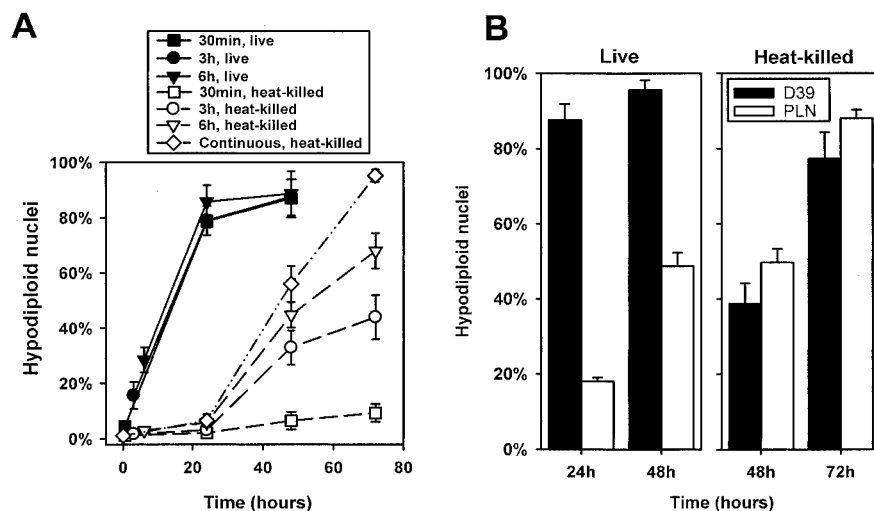 A
30min, live
3h, live
6h, live
30min, heat-killed
3h, heat-killed
6h, heat-killed
Continuous, heat-killed
100%
80%
60%
40%
20%
0%
Hypodiploid nuclei
0 20 40 60 80
Time (hours)
B
Live Heat-killed
D39
PLN
100%
80%
60%
40%
20%
0%
Hypodiploid nuclei
24h 48h 48h 72h
Time (hours)